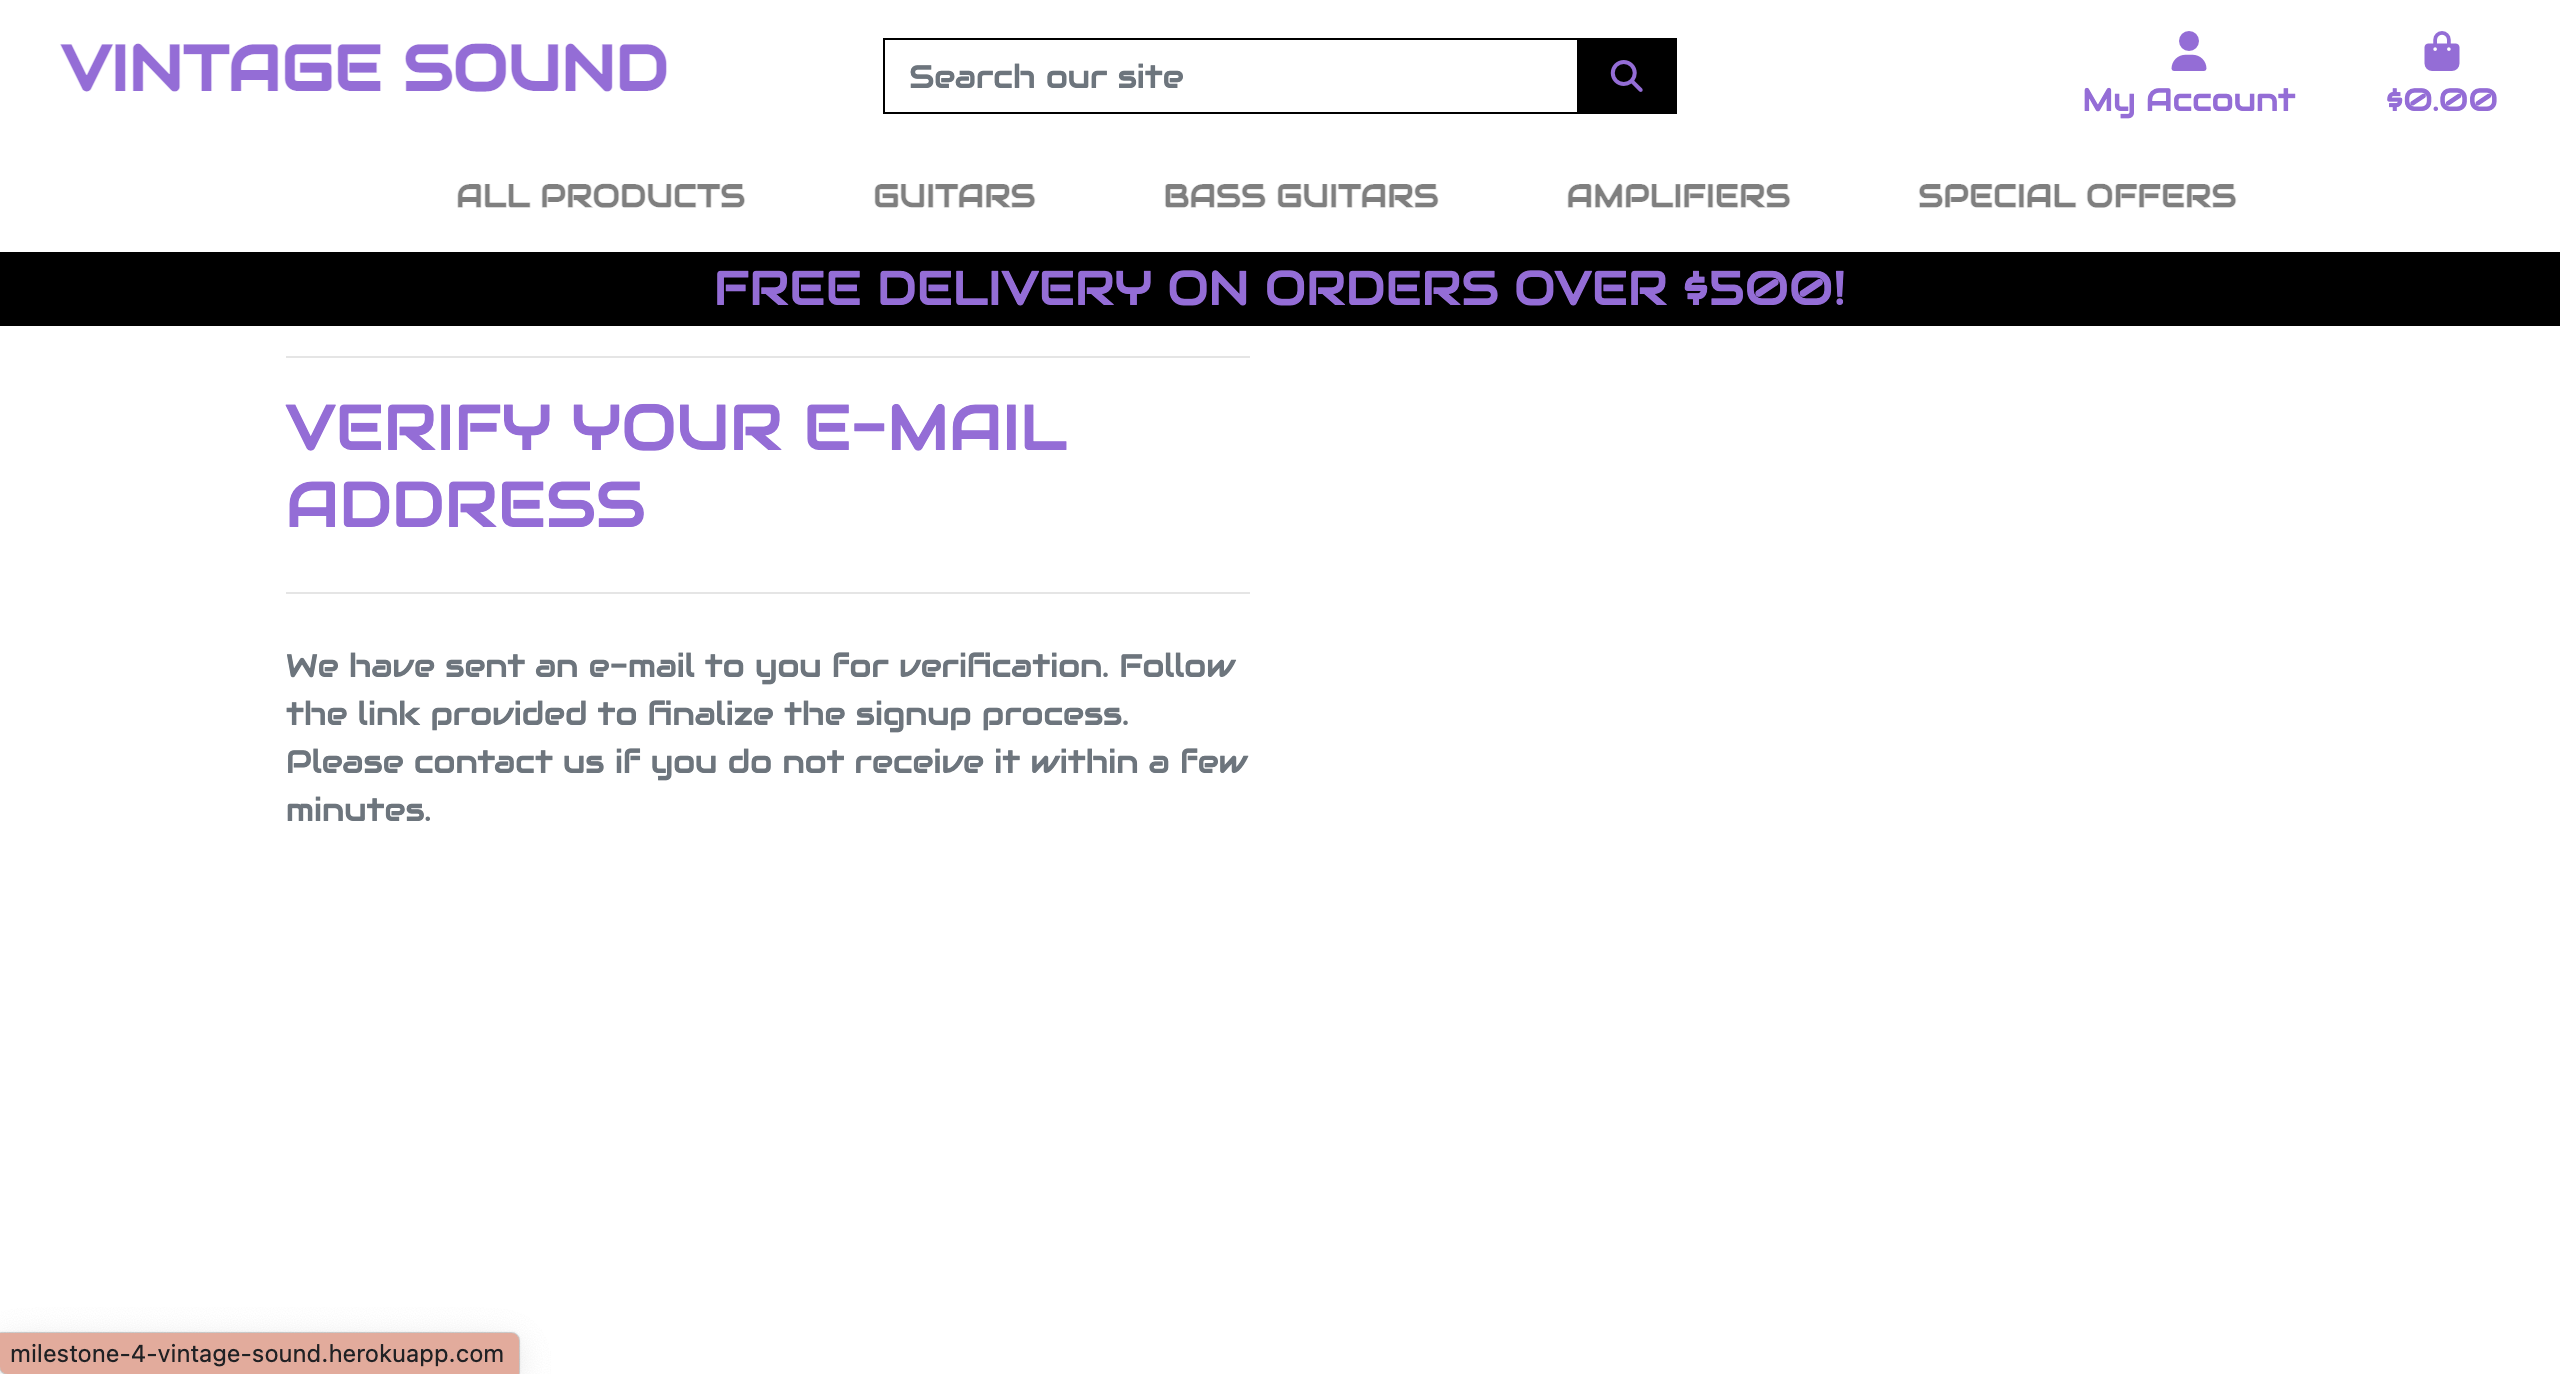 VINTAGE SOUND
Search our site
My Account
$0.00
ALL PRODUCTS
GUITARS
BASS GUITARS
AMPLIFIERS
SPECIAL OFFERS
FREE DELIVERY ON ORDERS OVER $500!
VERIFY YOUR E-MAIL
ADDRESS
We have sent an e-mail to you for verification. Follow
the link provided to finalize the signup process.
Please contact us if you do not receive it within a few
minutes.
milestone-4-vintage-sound.herokuapp.com